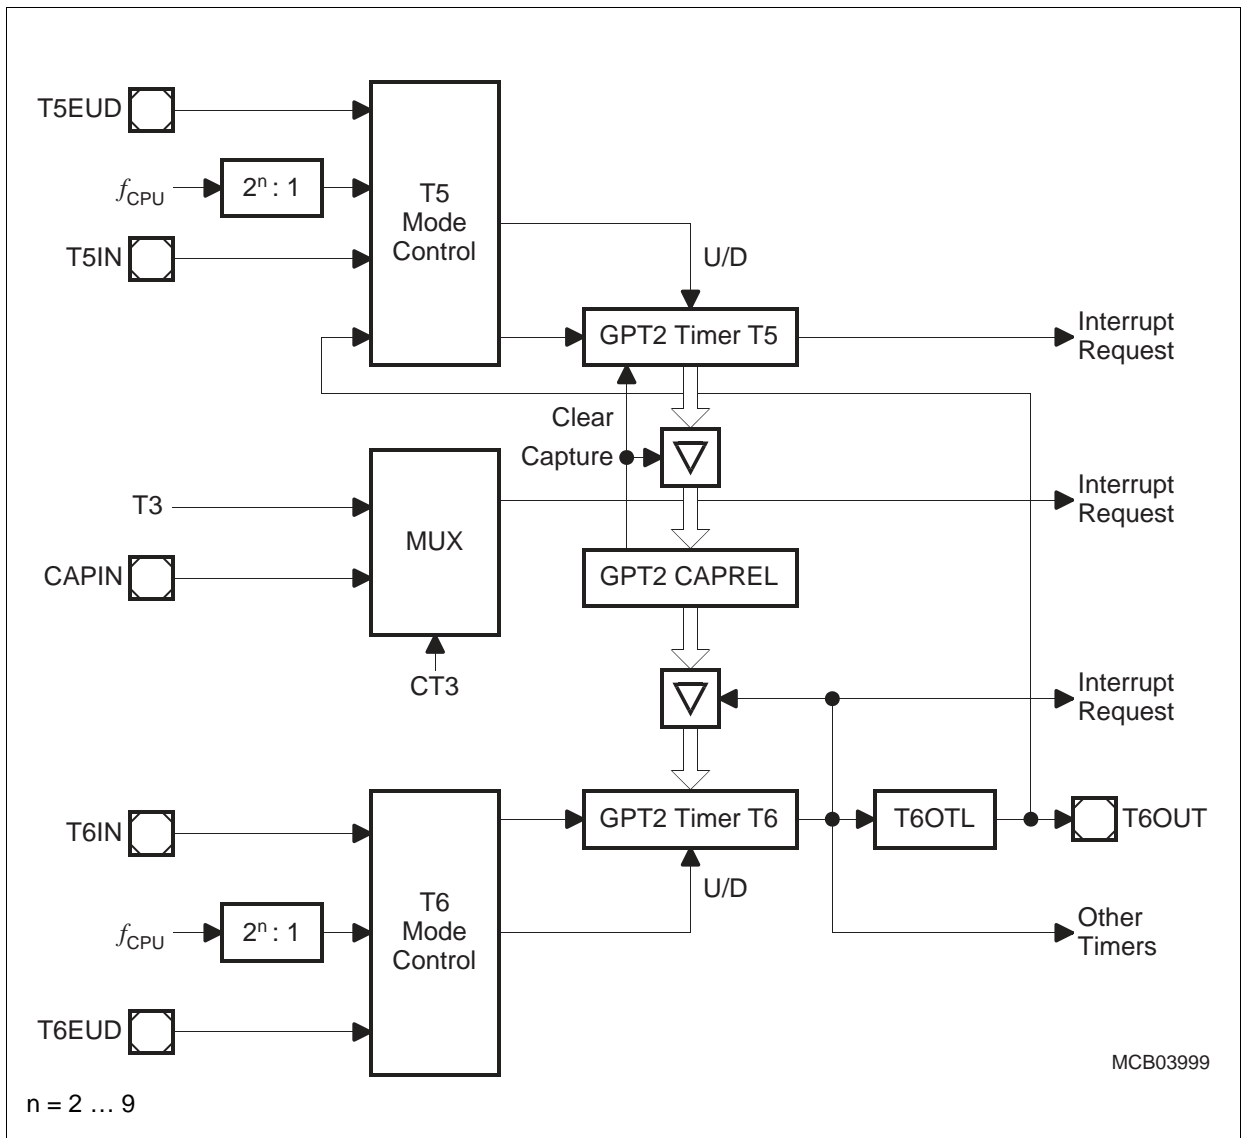 T5EUD
fCPU
2ⁿ : 1
T5IN
T5
Mode
Control
U/D
GPT2 Timer T5
Interrupt
Request
Clear
Capture
T3
CAPIN
MUX
CT3
Interrupt
Request
GPT2 CAPREL
Interrupt
Request
T6IN
fCPU
2ⁿ : 1
T6EUD
T6
Mode
Control
GPT2 Timer T6
U/D
T6OTL
T6OUT
Other
Timers
MCB03999
n = 2 … 9